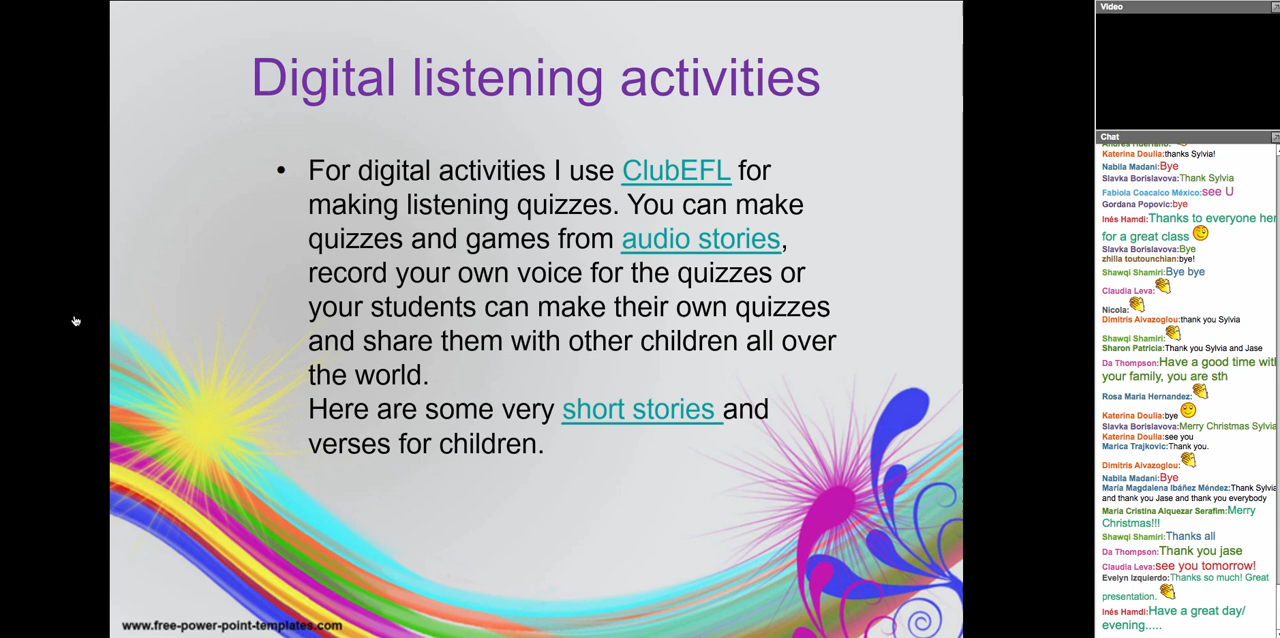 Digital listening activities
• For digital activities I use ClubEFL for
making listening quizzes. You can make
quizzes and games from audio stories,
record your own voice for the quizzes or
your students can make their own quizzes
and share them with other children all over
the world.
Here are some very short stories and
verses for children.
www.free-power-point-templates.com
Video
Chat
Katerina Doulia:thanks Sylvia!
Nabila Madani:Bye
Slavka Borislavova:Thank Sylvia
Fabiola Coacalco México:see U
Gordana Popovic:bye
Inés Hamdi:Thanks to everyone her
for a great class
Slavka Borislavova:Bye
zhilla toutounchian:bye!
Shawqi Shamiri:Bye bye
Claudia Leva:
Nicola:
Dimitris Aivazoglou:thank you Sylvia
Shawqi Shamiri:
Sharon Patricia:Thank you Sylvia and Jase
Da Thompson:Have a good time with
your family, you are sth
Rosa Maria Hernandez:
Katerina Doulia:bye
Slavka Borislavova:Merry Christmas Sylvia
Katerina Doulia:see you
Marica Trajkovic:Thank you.
Dimitris Aivazoglou:
Nabila Madani:Bye
María Magdalena Ibáñez Méndez:Thank Sylvia
and thank you Jase and thank you everybody
Maria Cristina Alquezar Serafim:Merry
Christmas!!!
Shawqi Shamiri:Thanks all
Da Thompson:Thank you jase
Claudia Leva:see you tomorrow!
Evelyn Izquierdo:Thanks so much! Great
presentation.
Inés Hamdi:Have a great day/
evening.....